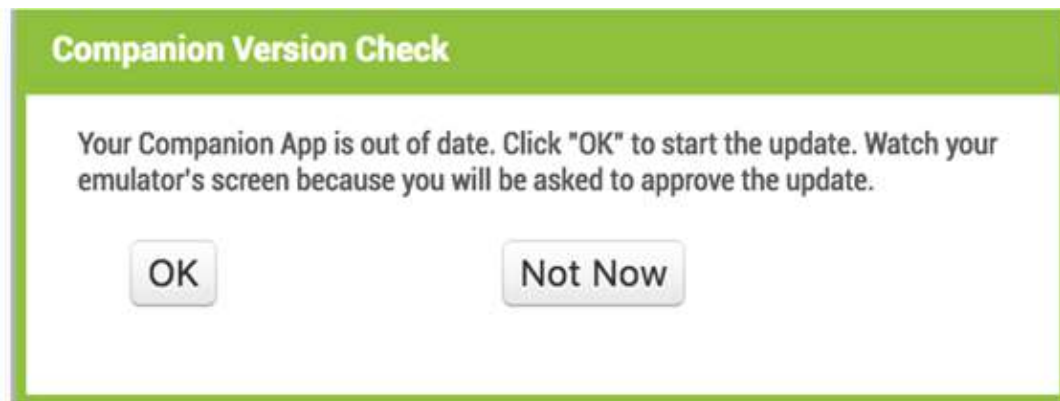 Companion Version Check
Your Companion App is out of date. Click "OK" to start the update. Watch your
emulator's screen because you will be asked to approve the update.
OK
Not Now